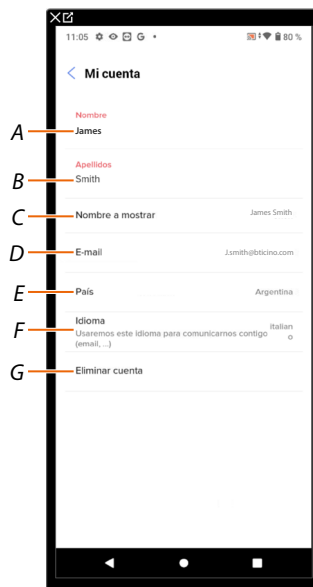 11:05 G 80 %
Mi cuenta
Nombre
A James
Apellidos
B Smith
C Nombre a mostrar James Smith
D E-mail J.smith@bticino.com
E País Argentina
F Idioma italian
Usaremos este idioma para comunicarnos contigo o
(email, ...)
G Eliminar cuenta